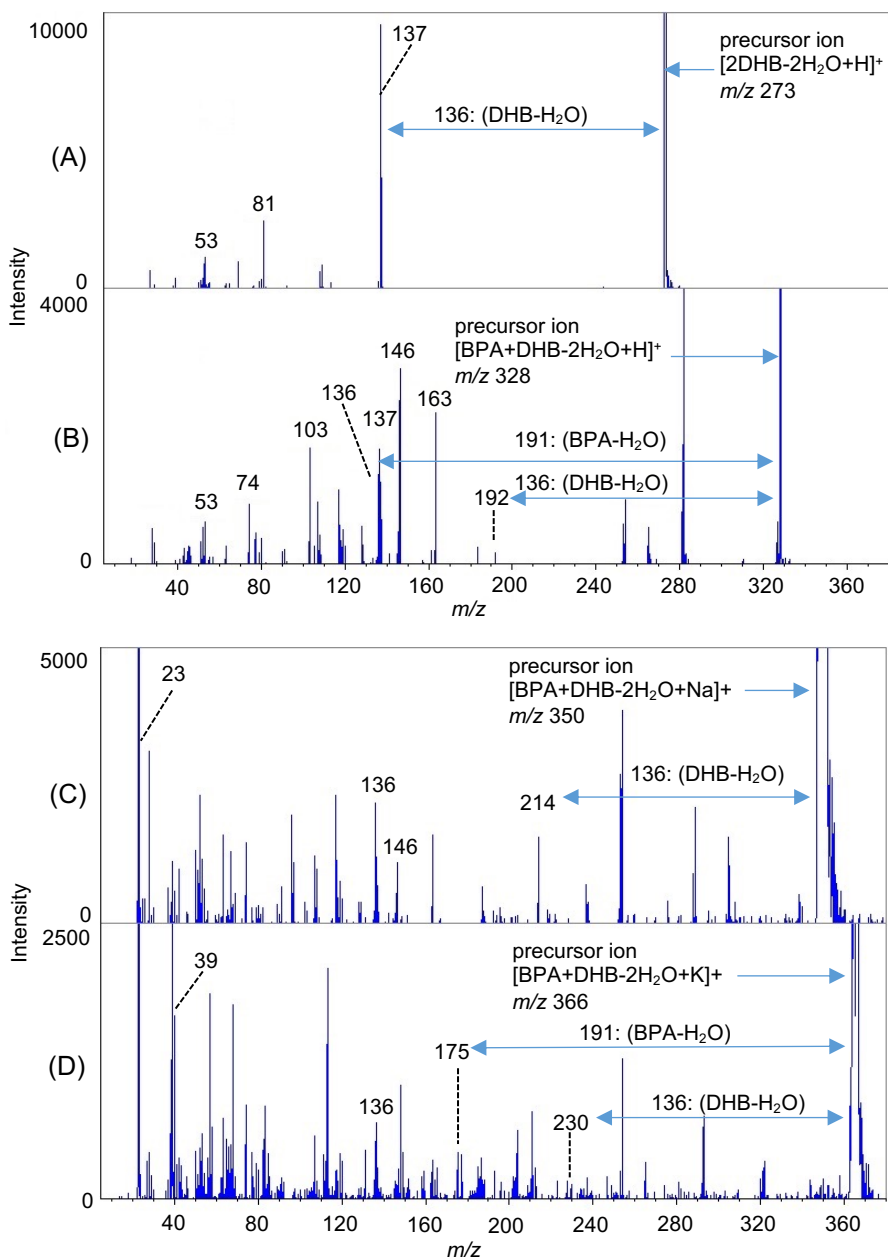 10000
137
precursor ion
[2DHB-2H₂O+H]⁺
m/z 273
136: (DHB-H₂O)
(A)
81
53
0
Intensity
4000
precursor ion
[BPA+DHB-2H₂O+H]⁺
m/z 328
146
136
137
163
103
191: (BPA-H₂O)
136: (DHB-H₂O)
(B)
74
53
192
0
40 80 120 160 200 240 280 320 360
m/z
5000
23
precursor ion
[BPA+DHB-2H₂O+Na]+
m/z 350
136: (DHB-H₂O)
(C)
136
214
146
0
Intensity
2500
39
precursor ion
[BPA+DHB-2H₂O+K]+
m/z 366
191: (BPA-H₂O)
175
(D)
136
136: (DHB-H₂O)
230
0
40 80 120 160 200 240 280 320 360
m/z